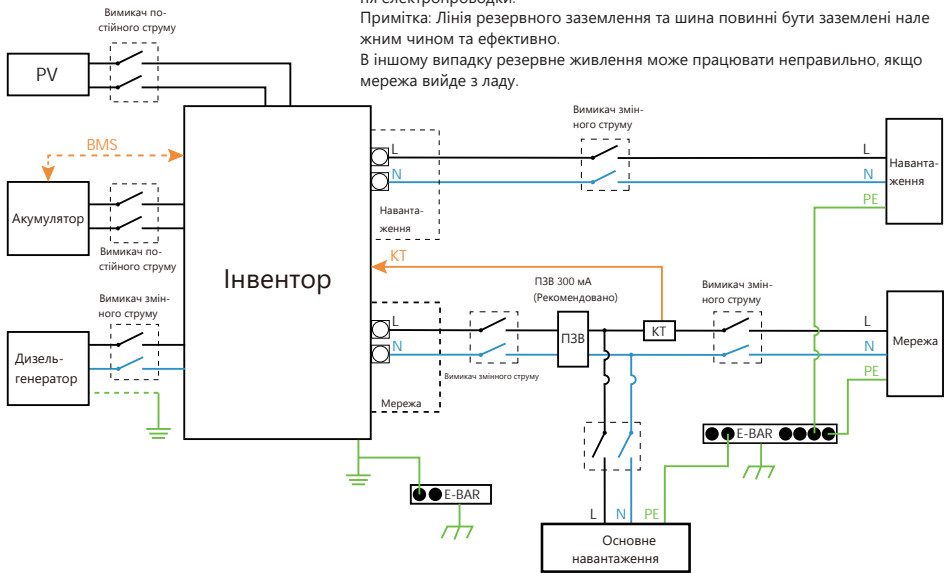 ня електропроводки.
Примітка: Лінія резервного заземлення та шина повинні бути заземлені нале
жним чином та ефективно.
В іншому випадку резервне живлення може працювати неправильно, якщо
мережа вийде з ладу.
Вимикач по-
стійного струму
PV
BMS
Акумулятор
Вимикач по-
стійного струму
Вимикач змін-
ного струму
Дизель-
генератор
Інвентор
L
N
Наванта-
ження
Вимикач змін-
ного струму
L
N
PE
Наванта-
ження
КТ
ПЗВ 300 мА
(Рекомендовано)
Вимикач змін-
ного струму
L
N
Вимикач змінного струму
Мережа
ПЗВ
КТ
L
N
PE
Мережа
E-BAR
E-BAR
L
N
PE
Основне
навантаження